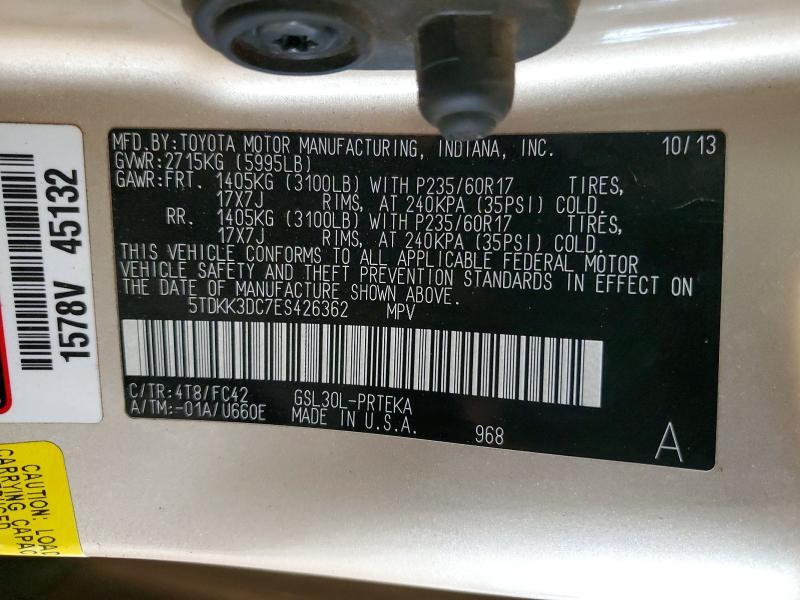 MFD.BY:TOYOTA MOTOR MANUFACTURING, INDIANA, INC. 10/13
GVWR:2715KG (5995LB)
GAWR:FRT. 1405KG (3100LB) WITH P235/60R17 TIRES,
17X7J RIMS, AT 240KPA (35PSI) COLD.
RR. 1405KG (3100LB) WITH P235/60R17 TIRES,
17X7J RIMS, AT 240KPA (35PSI) COLD.
THIS VEHICLE CONFORMS TO ALL APPLICABLE FEDERAL MOTOR
VEHICLE SAFETY AND THEFT PREVENTION STANDARDS IN EFFECT ON
THE DATE OF MANUFACTURE SHOWN ABOVE.
5TDKK3DC7ES426362 MPV
C/TR:4T8/FC42 GSL30L-PRTEKA
A/TM:-01A/U660E MADE IN U.S.A. 968 A
1578V 45132
CAUTION: LOAD
CARRYING CAPAC